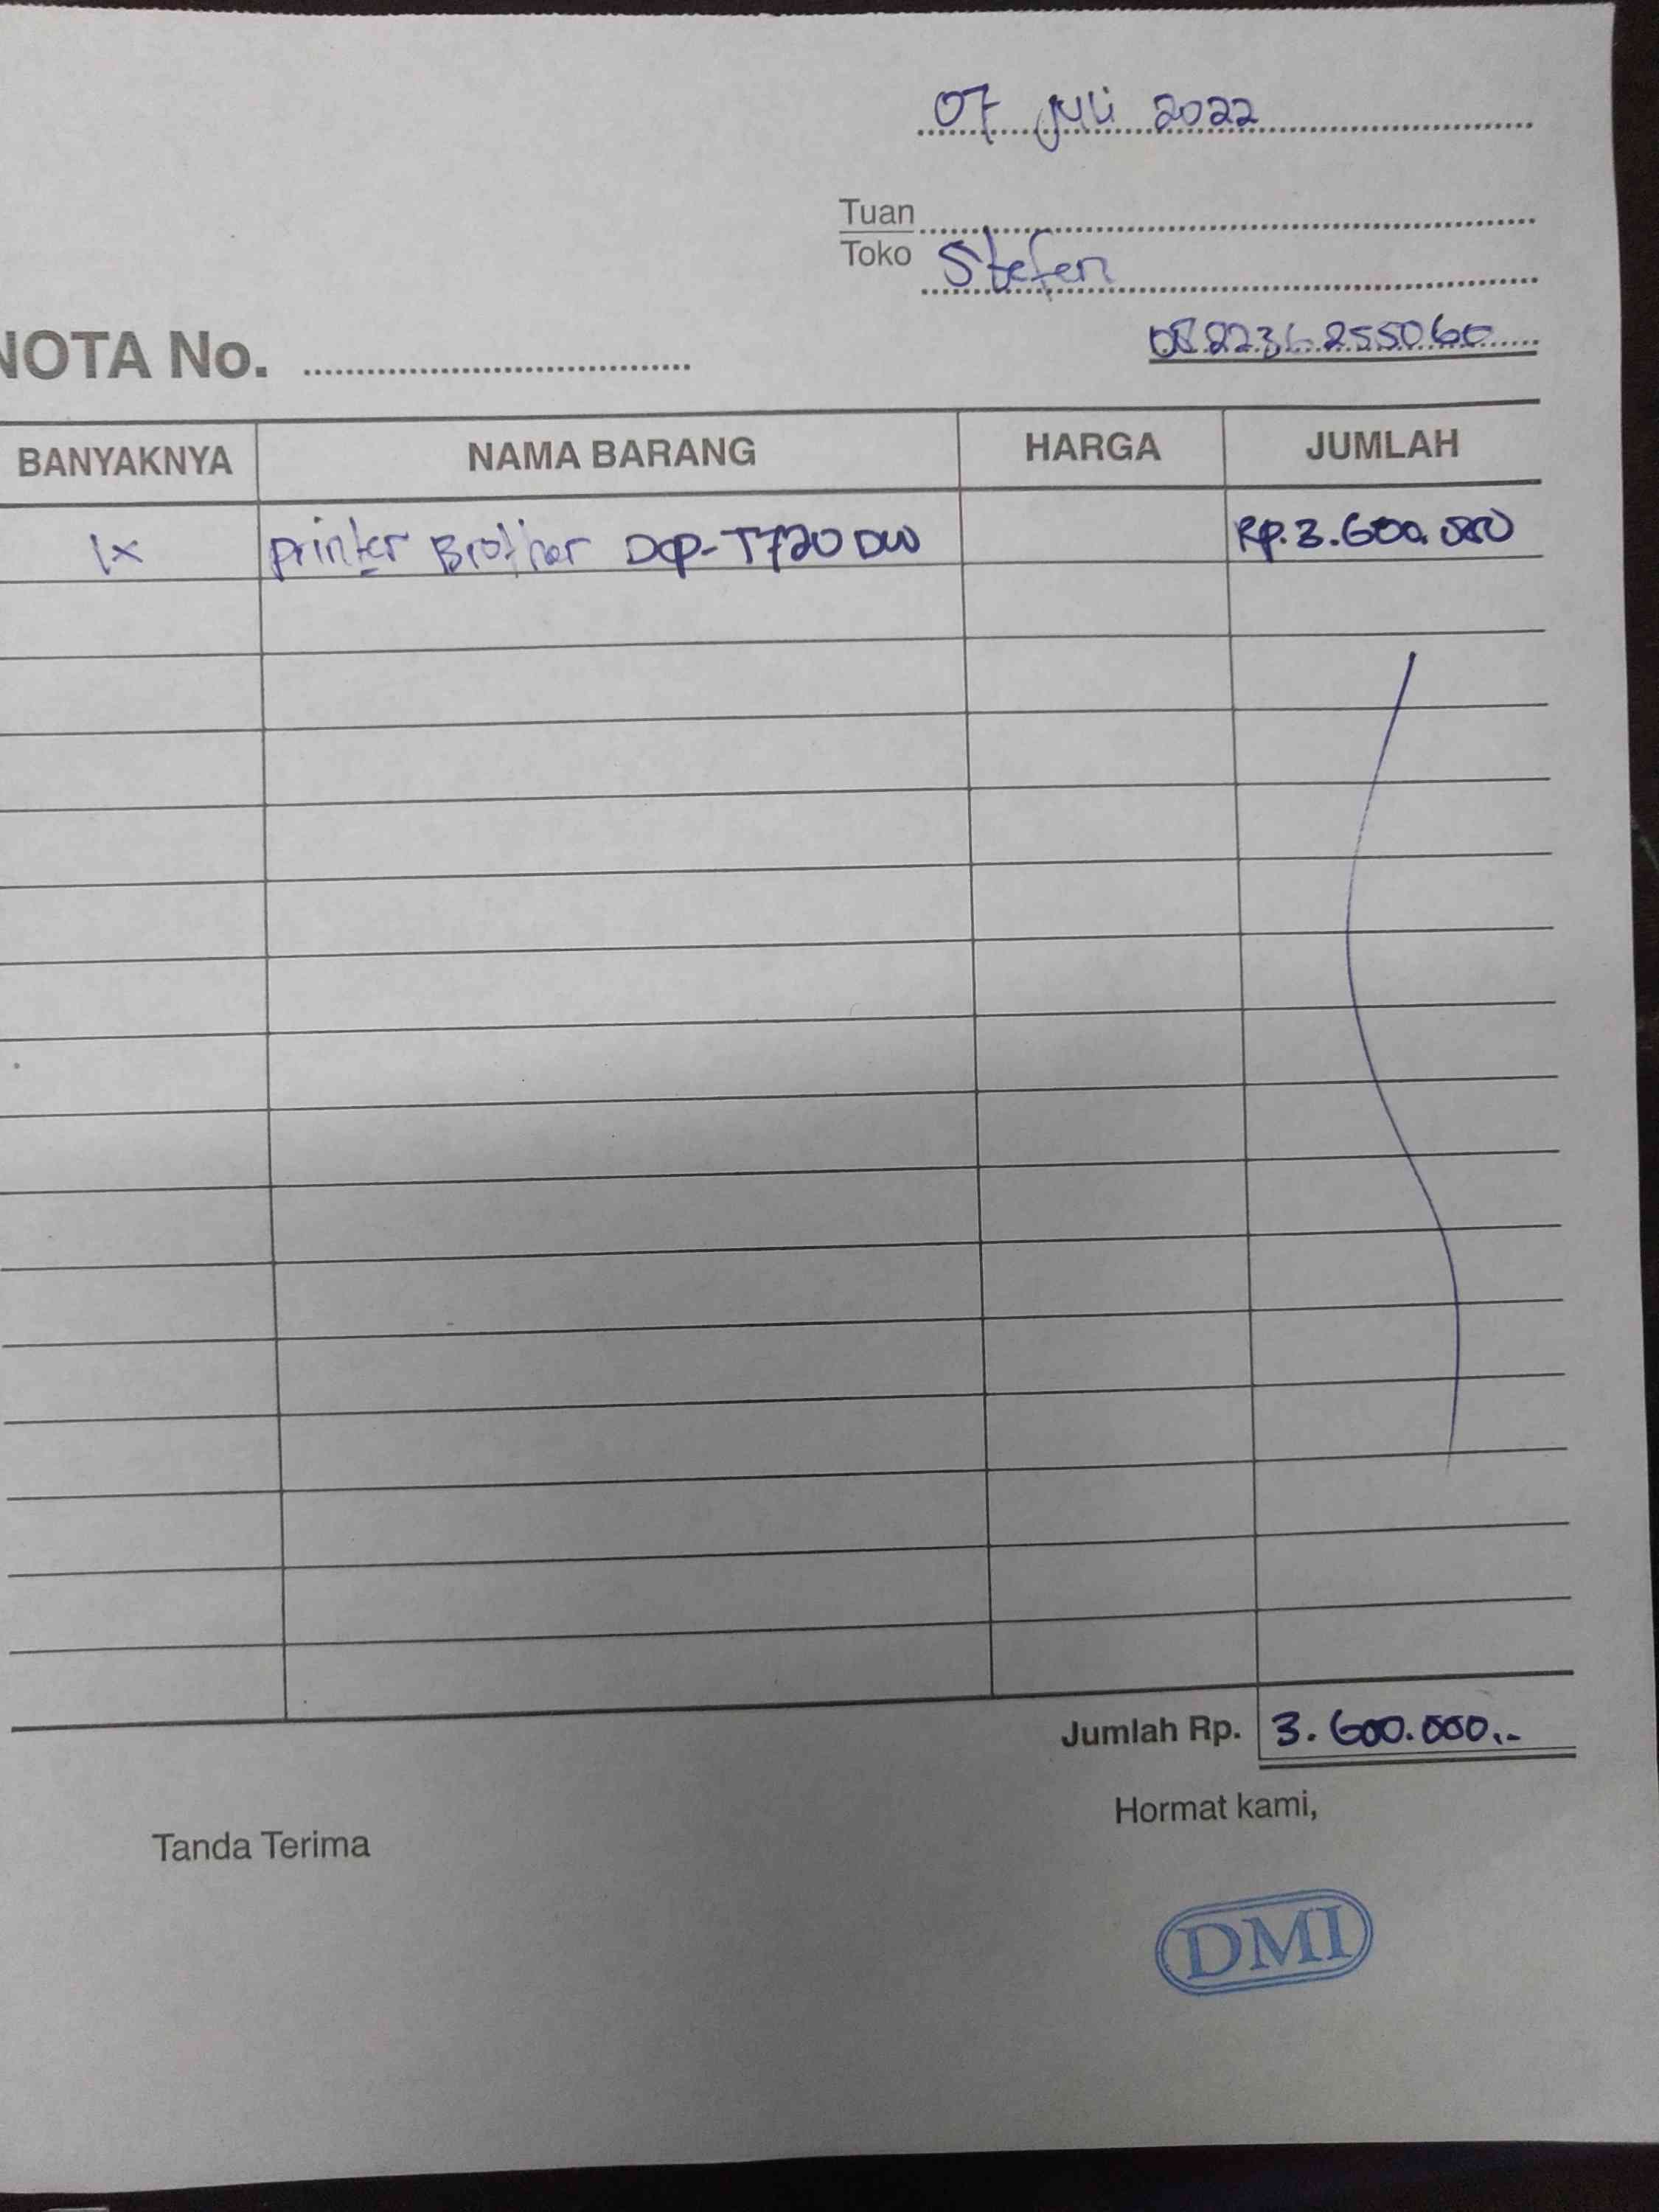 07 Juli 2022
Tuan
Toko Stefen
NOTA No.
BANYAKNYA NAMA BARANG HARGA JUMLAH
1x Printer Brother Dcp-T720 DW Rp.3.600.000
Jumlah Rp. 3.600.000.-
Tanda Terima Hormat kami,
DMI